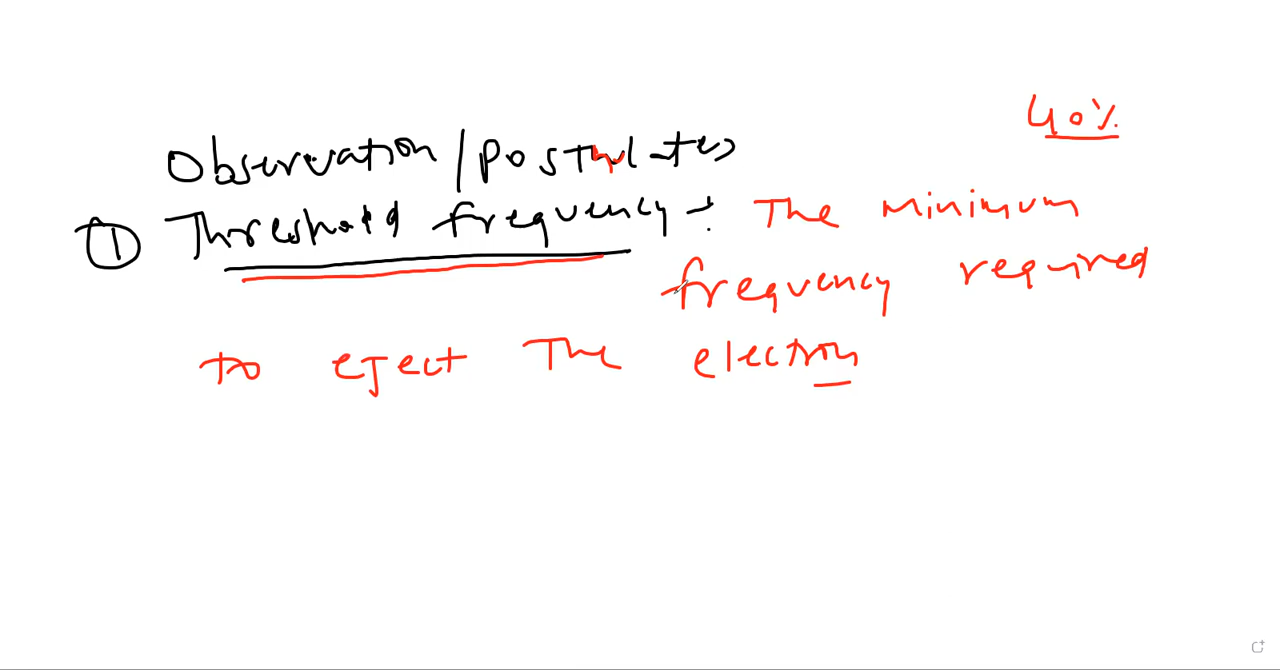 40%
Observation/Postulates
① Threshold frequency :- The minimum
frequency required
to eject The electron